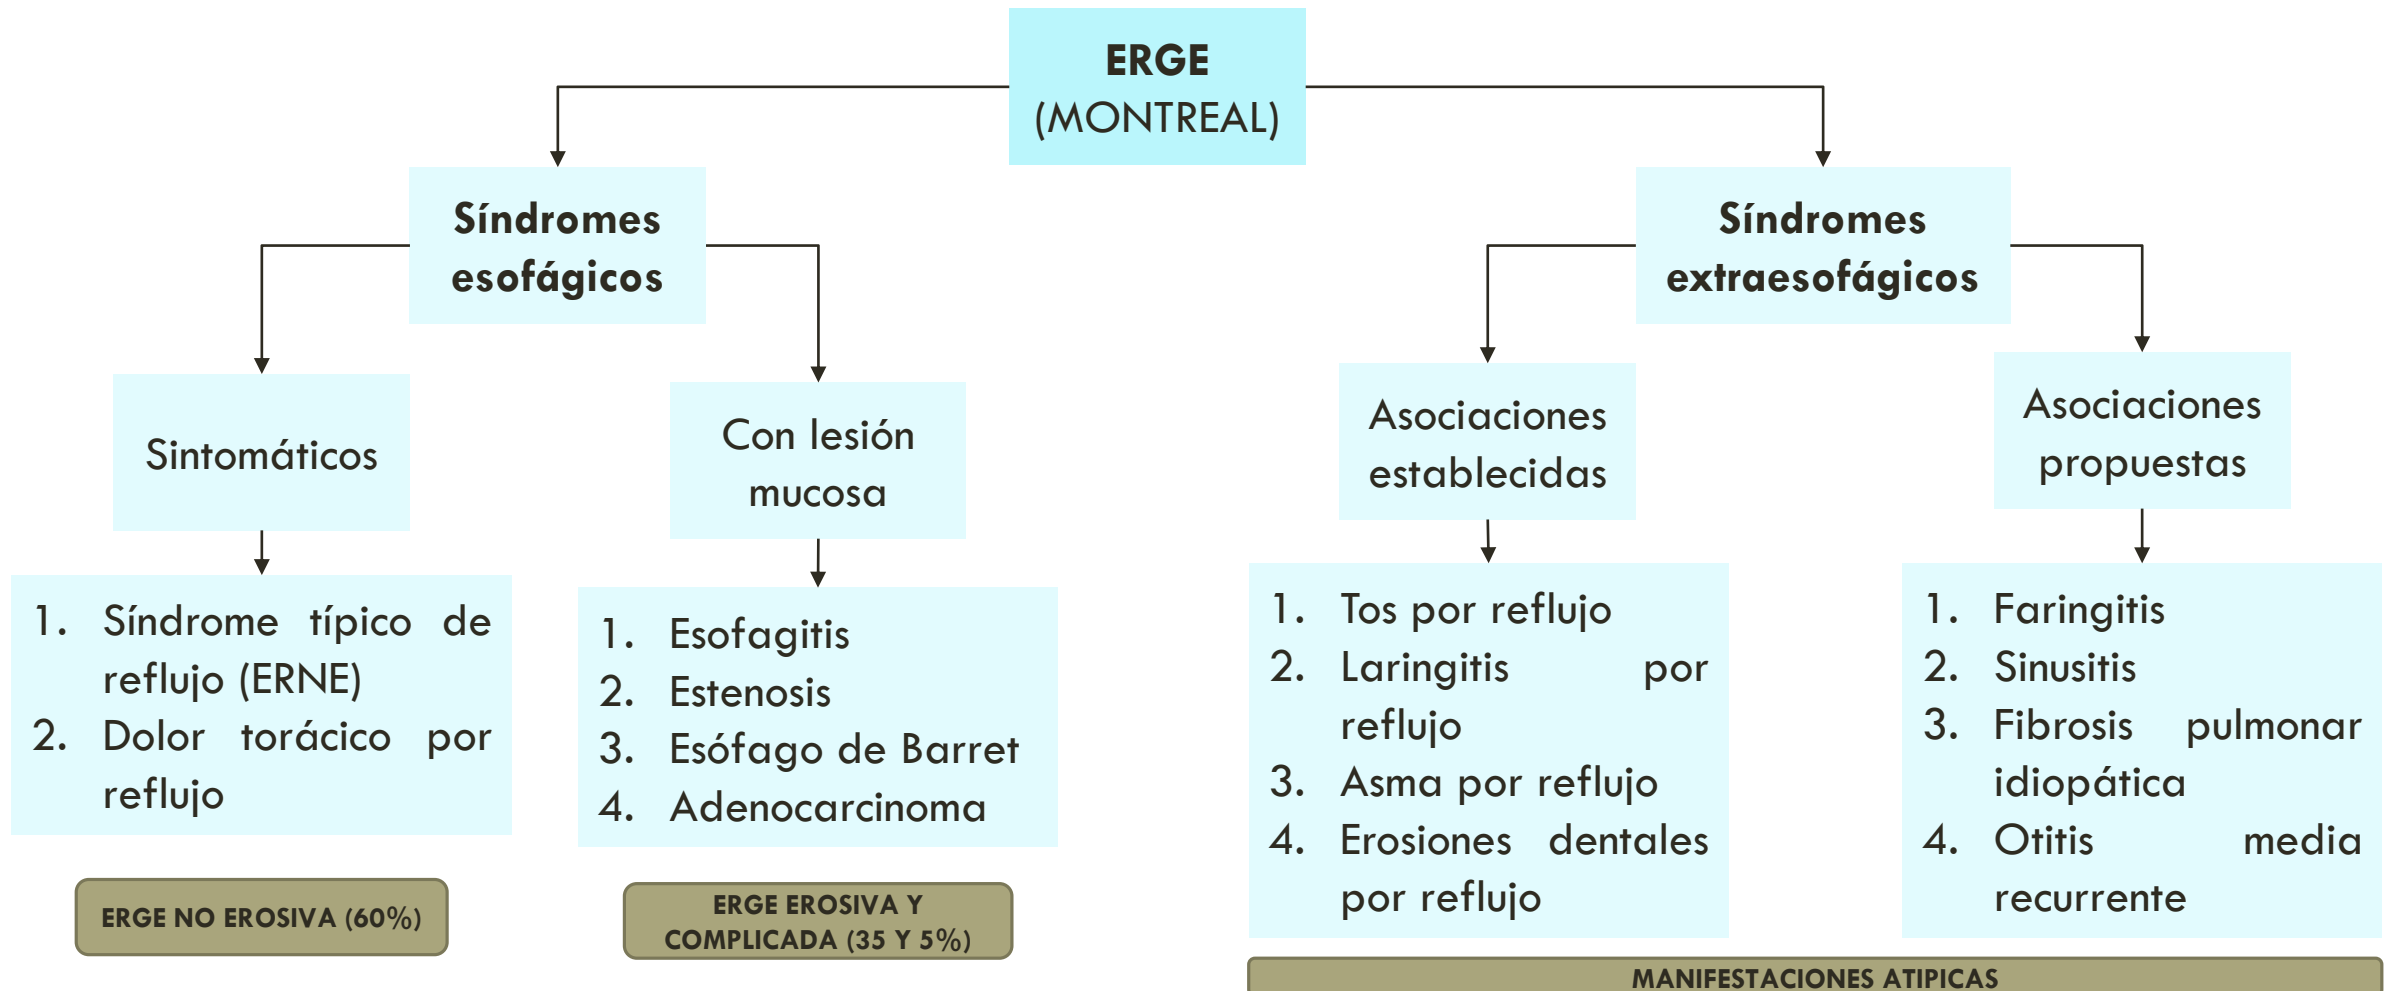 ERGE
(MONTREAL)
Síndromes
esofágicos
Síndromes
extraesofágicos
Sintomáticos
Con lesión
mucosa
Asociaciones
establecidas
Asociaciones
propuestas
1. Síndrome típico de
reflujo (ERNE)
2. Dolor torácico por
reflujo
1. Esofagitis
2. Estenosis
3. Esófago de Barret
4. Adenocarcinoma
1. Tos por reflujo
2. Laringitis por
reflujo
3. Asma por reflujo
4. Erosiones dentales
por reflujo
1. Faringitis
2. Sinusitis
3. Fibrosis pulmonar
idiopática
4. Otitis media
recurrente
ERGE NO EROSIVA (60%)
ERGE EROSIVA Y
COMPLICADA (35 Y 5%)
MANIFESTACIONES ATIPICAS